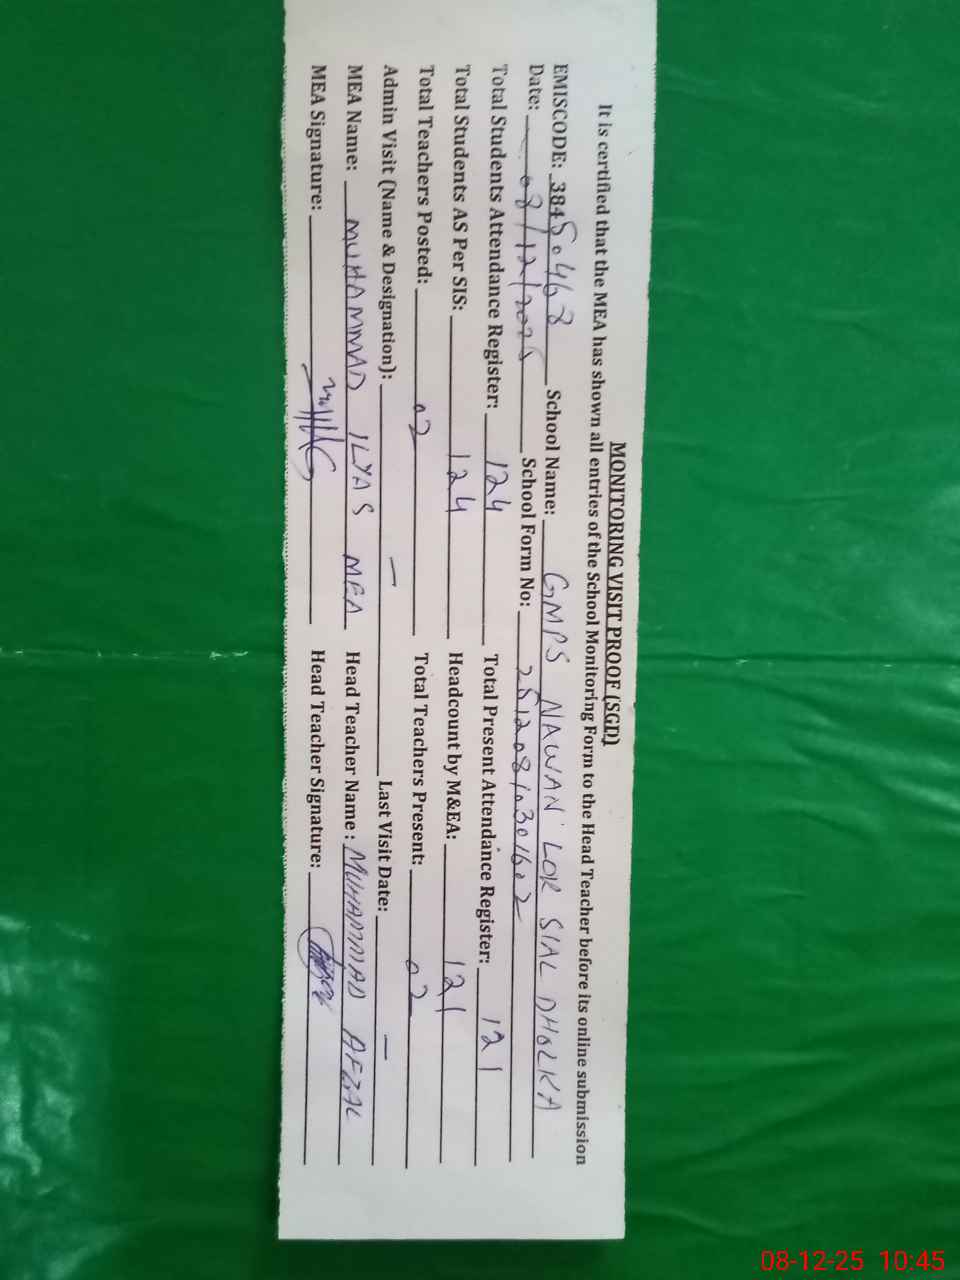 MONITORING VISIT PROOF (SGD)
It is certified that the MEA has shown all entries of the School Monitoring Form to the Head Teacher before its online submission
EMISCODE: 38450468 School Name: GMPS NAWAN LOK SIAL DHOLKA
Date: 08/12/2025 School Form No: 25120810301602
Total Students Attendance Register: 124 Total Present Attendance Register: 121
Total Students AS Per SIS: 124 Headcount by M&EA: 121
Total Teachers Posted: 02 Total Teachers Present: 02
Admin Visit (Name & Designation): — Last Visit Date: —
MEA Name: MUHAMMAD ILYAS MEA Head Teacher Name: MUHAMMAD AFZAL
MEA Signature: Head Teacher Signature:
08-12-25 10:45